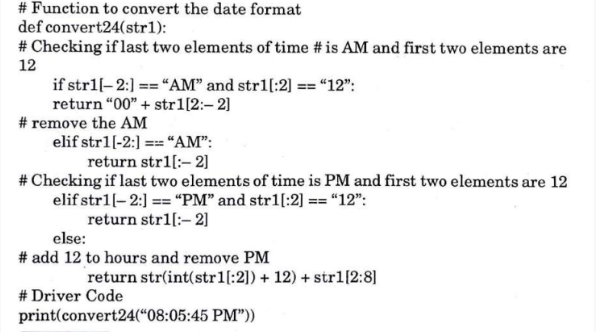 # Function to convert the date format
def convert24(str1):
# Checking if last two elements of time # is AM and first two elements are
12
if str1[– 2:] == “AM” and str1[:2] == “12”:
return “00” + str1[2:– 2]
# remove the AM
elif str1[-2:] == “AM”:
return str1[:– 2]
# Checking if last two elements of time is PM and first two elements are 12
elif str1[– 2:] == “PM” and str1[:2] == “12”:
return str1[:– 2]
else:
# add 12 to hours and remove PM
return str(int(str1[:2]) + 12) + str1[2:8]
# Driver Code
print(convert24(“08:05:45 PM”))